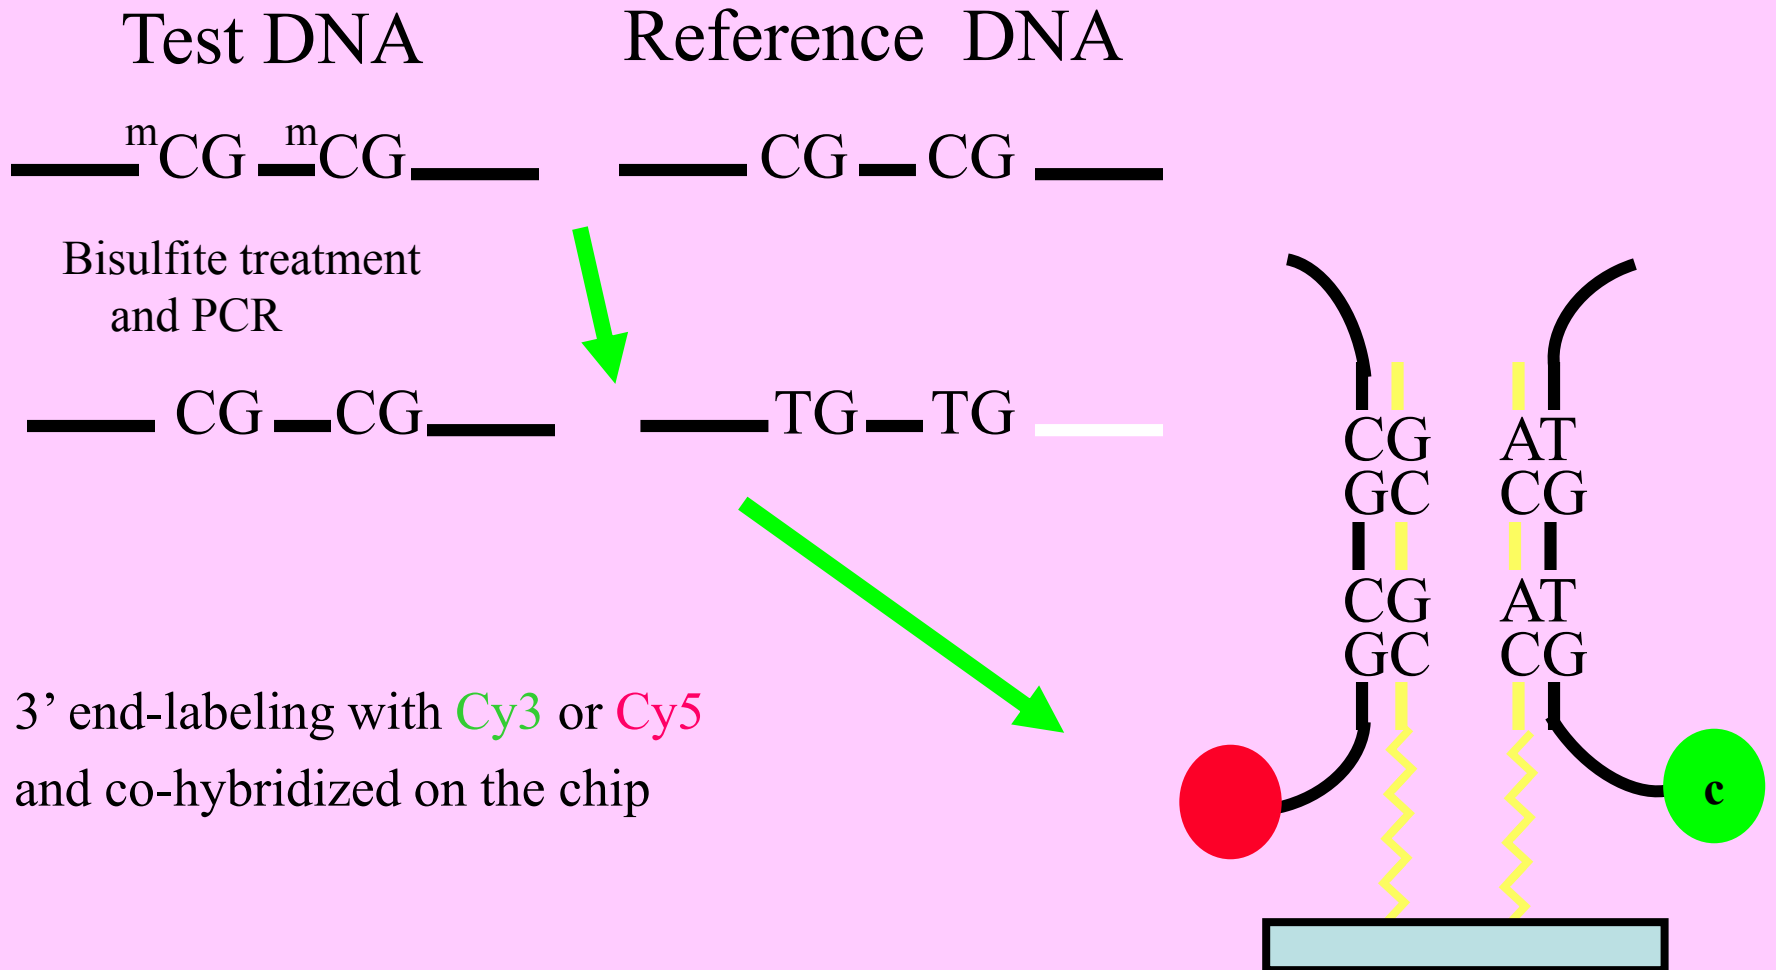 Test DNA Reference DNA
mCG mCG CG CG
Bisulfite treatment
and PCR
CG CG TG TG
CG AT
GC CG
CG AT
GC CG
3’ end-labeling with Cy3 or Cy5
and co-hybridized on the chip
c